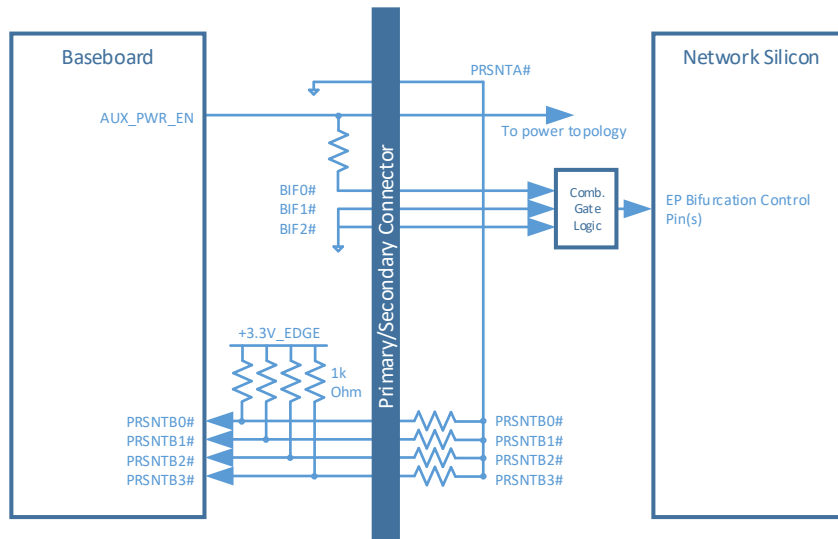 Baseboard
Network Silicon
PRSNTA#
AUX_PWR_EN
To power topology
BIF0#
BIF1#
BIF2#
Comb.
Gate
Logic
EP Bifurcation Control
Pin(s)
Primary/Secondary Connector
+3.3V_EDGE
1k
Ohm
PRSNTB0#
PRSNTB1#
PRSNTB2#
PRSNTB3#
PRSNTB0#
PRSNTB1#
PRSNTB2#
PRSNTB3#